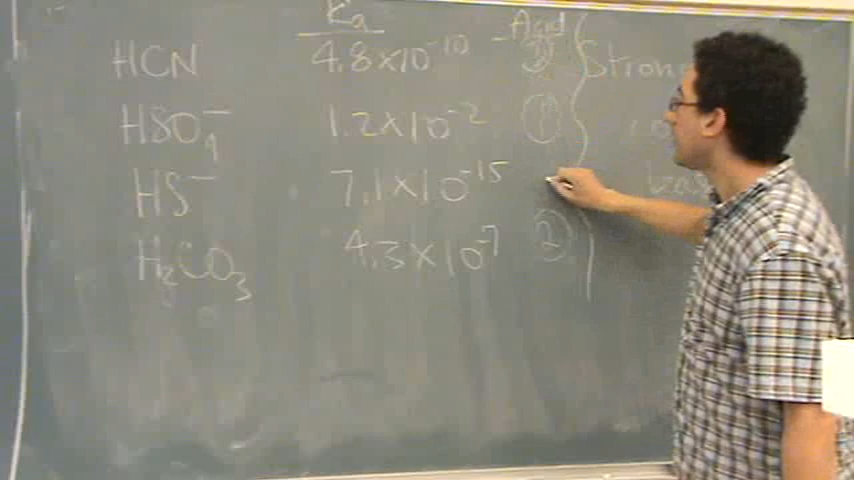 Ka - Acid
HCN 4.8x10^-10 ③ Strong
HSO₄⁻ 1.2x10^-2 ①
HS⁻ 7.1x10^-15
H₂CO₃ 4.3x10^-7 ②